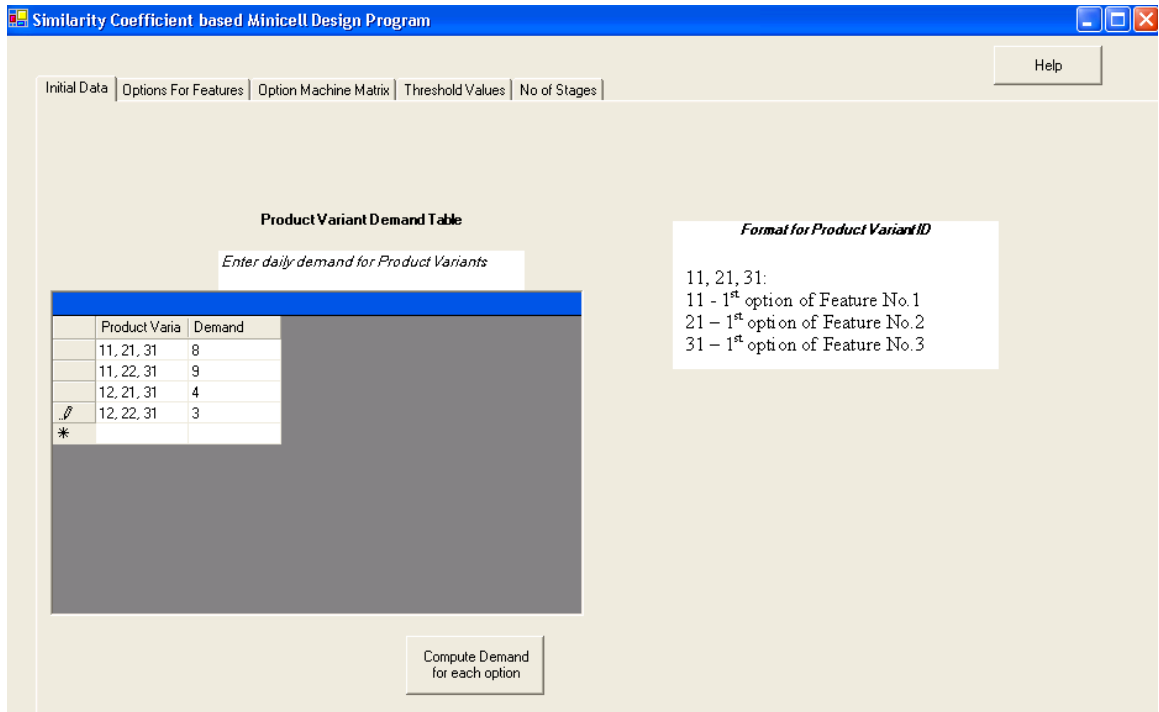 Similarity Coefficient based Minicell Design Program
Help
Initial Data Options For Features Option Machine Matrix Threshold Values No of Stages
Product Variant Demand Table
Enter daily demand for Product Variants
Product Varia Demand
11, 21, 31 8
11, 22, 31 9
12, 21, 31 4
12, 22, 31 3
Compute Demand
for each option
Format for Product Variant ID
11, 21, 31:
11 - 1st option of Feature No.1
21 – 1st option of Feature No.2
31 – 1st option of Feature No.3